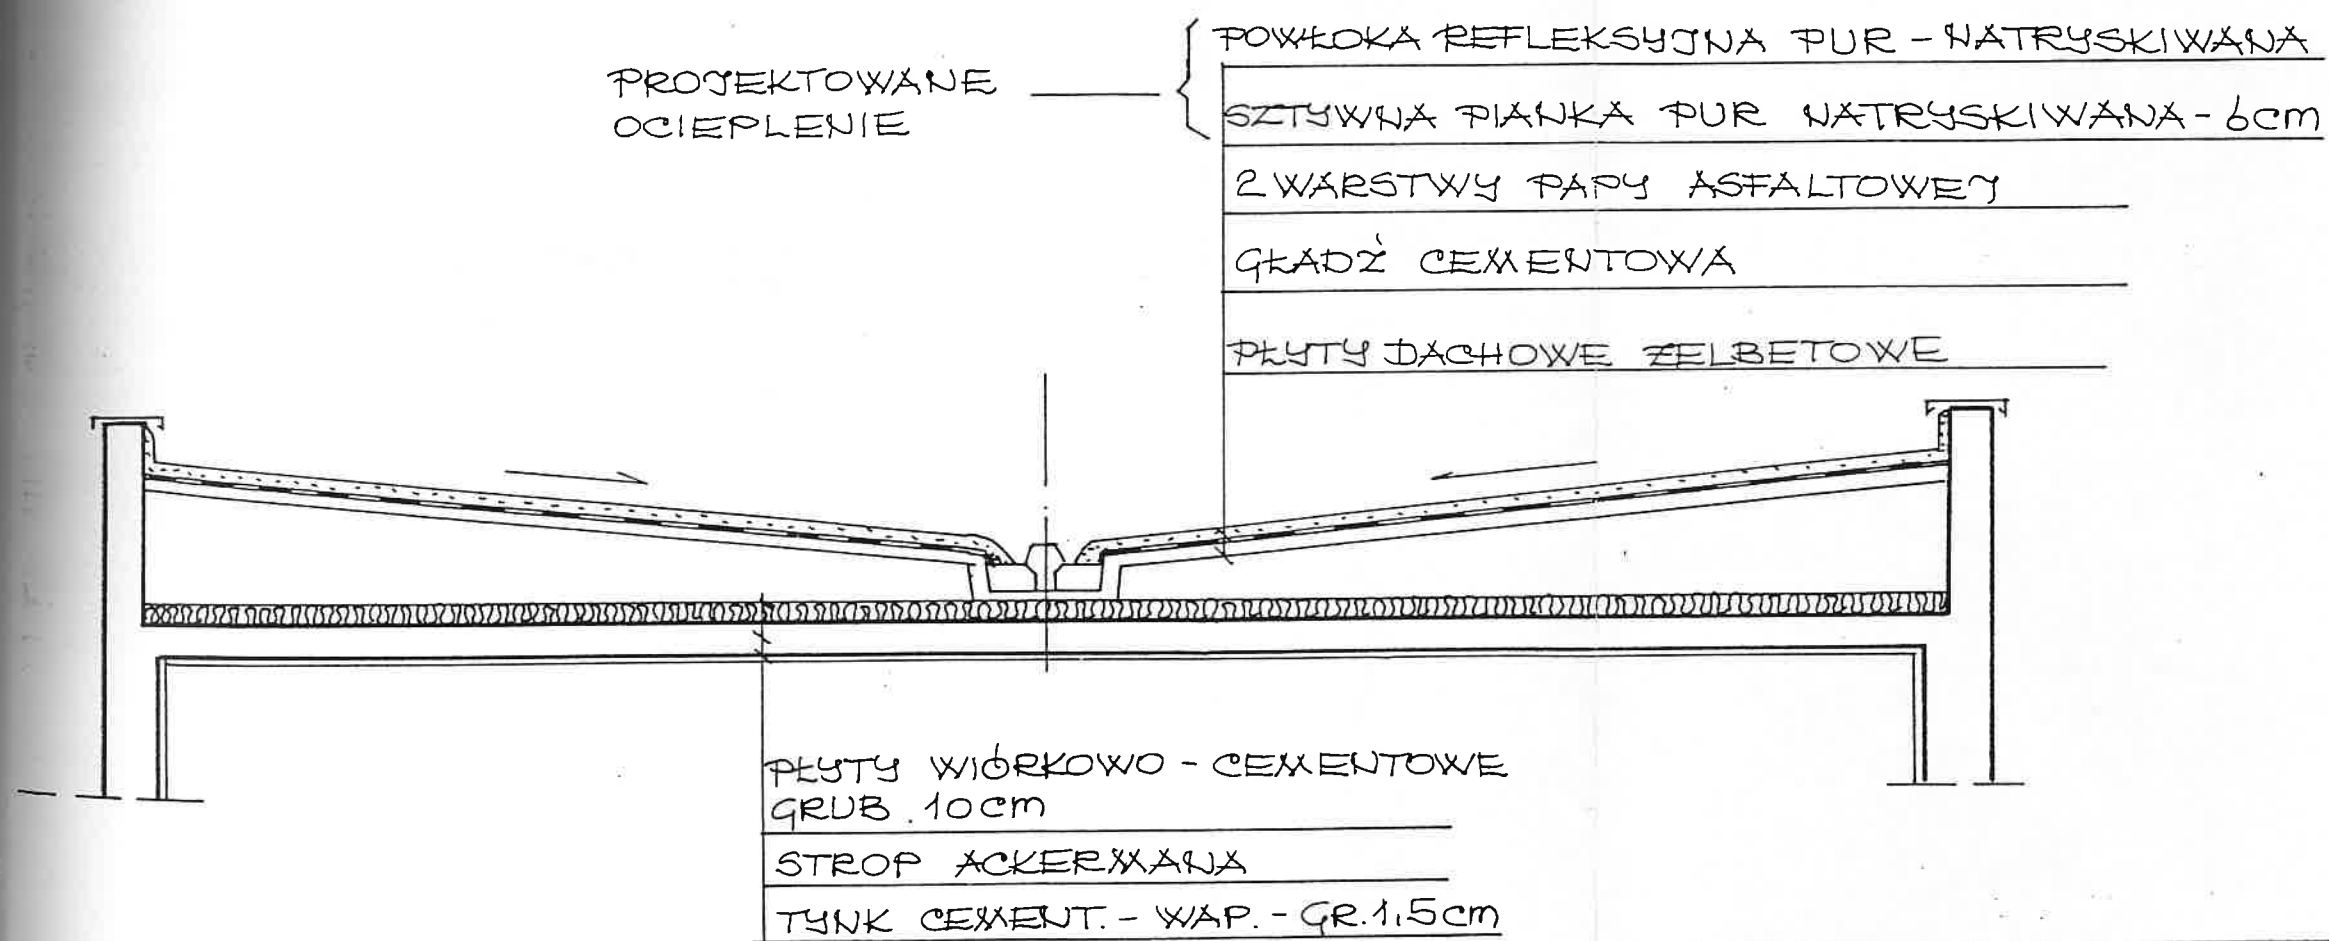 PROJEKTOWANE
OCIEPLENIE
POWŁOKA REFLEKSYJNA PUR - NATRYSKIWANA
SZTYWNA PIANKA PUR NATRYSKIWANA - 6cm
2 WARSTWY PAPY ASFALTOWEJ
GŁADŹ CEMENTOWA
PŁYTY DACHOWE ŻELBETOWE
PŁYTY WIÓRKOWO - CEMENTOWE
GRUB. 10cm
STROP ACKERMANA
TYNK CEMENT. - WAP. - GR. 1,5cm